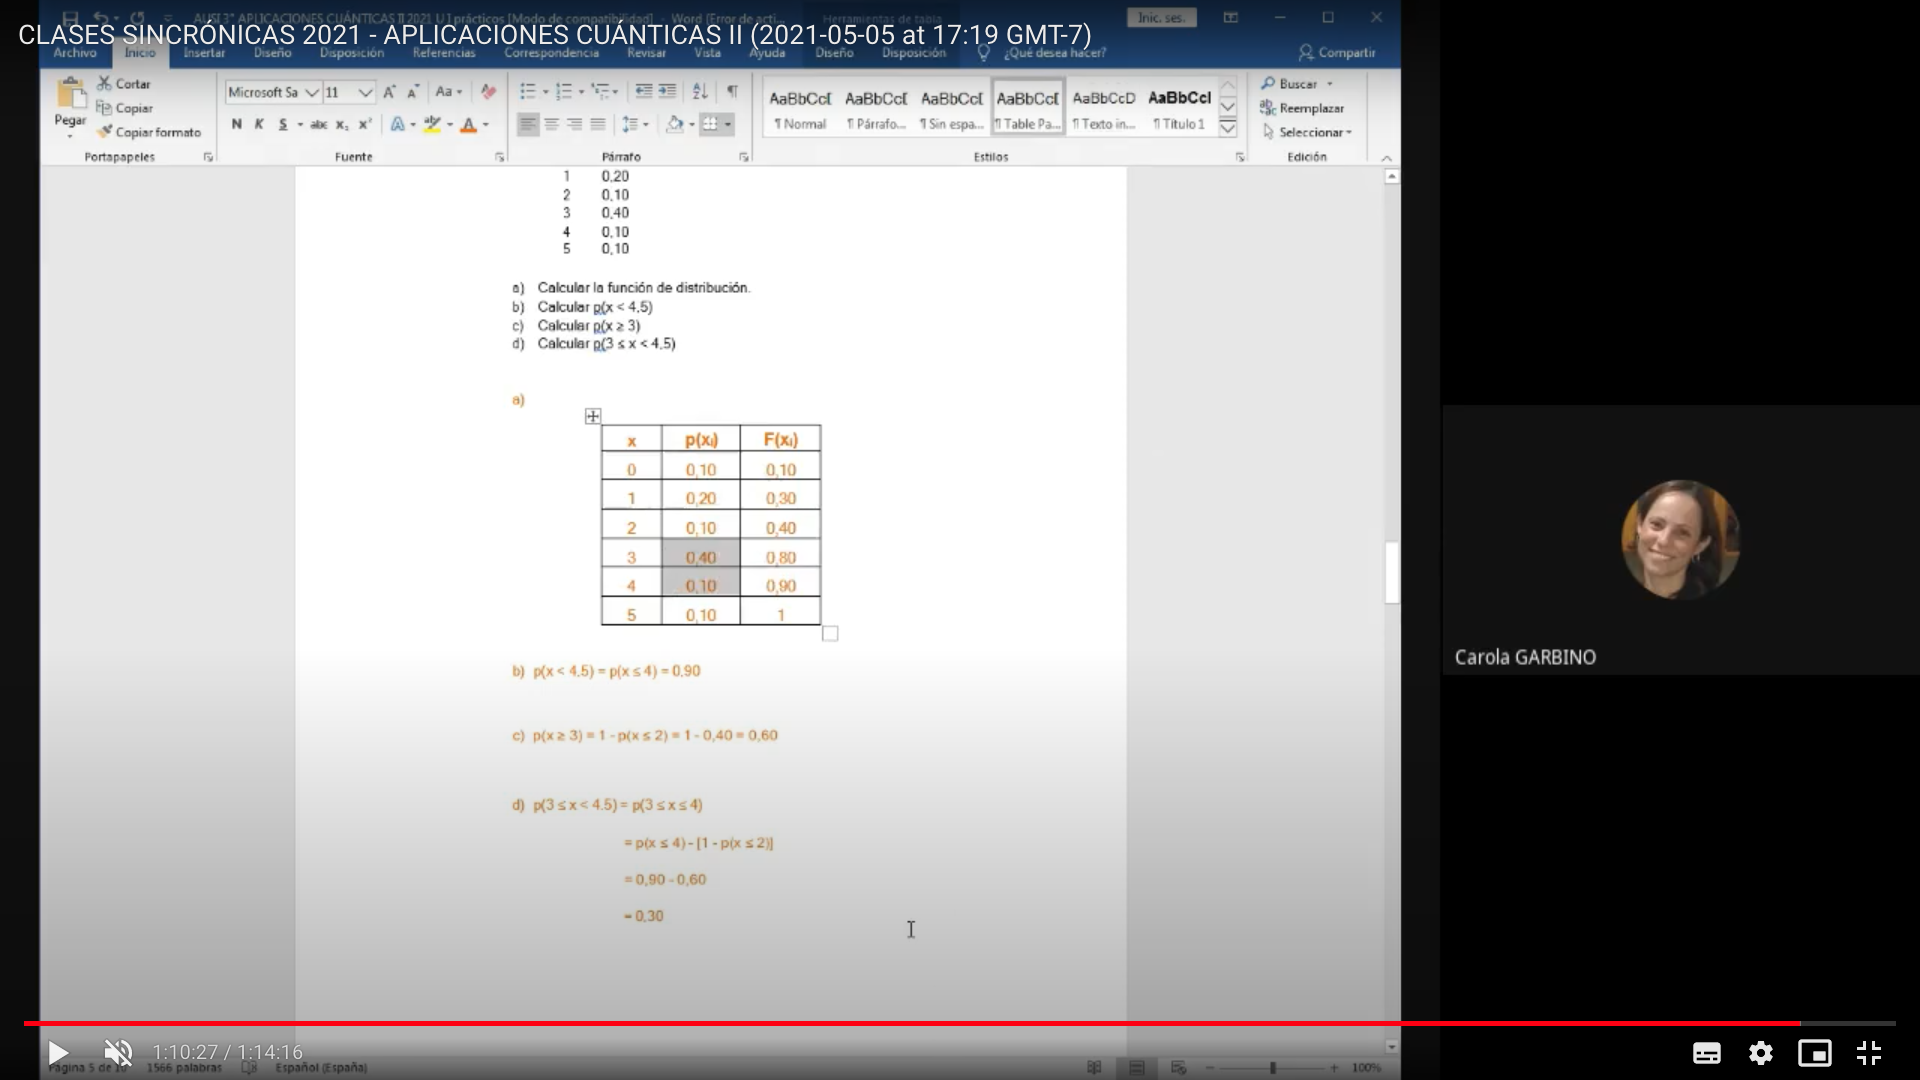 CLASES SINCRÓNICAS 2021 - APLICACIONES CUÁNTICAS II (2021-05-05 at 17:19 GMT-7)
AUSI 3° APLICACIONES CUÁNTICAS II 2021 U I prácticos [Modo de compatibilidad] - Word (Error de acti...
Herramientas de tabla
Inic. ses.
Archivo Inicio Insertar Diseño Disposición Referencias Correspondencia Revisar Vista Ayuda Diseño Disposición ¿Qué desea hacer? Compartir
Pegar
Cortar
Copiar
Copiar formato
Portapapeles
Microsoft Sa 11
N K S abc x₂ x²
Fuente
Párrafo
AaBbCcI AaBbCcI AaBbCcI AaBbCcI AaBbCcD AaBbCcI
¶ Normal ¶ Párrafo... ¶ Sin espa... ¶ Table Pa... ¶ Texto in... ¶ Título 1
Estilos
Buscar
Reemplazar
Seleccionar
Edición
1 0,20
2 0,10
3 0,40
4 0,10
5 0,10
a) Calcular la función de distribución.
b) Calcular p(x < 4,5)
c) Calcular p(x ≥ 3)
d) Calcular p(3 ≤ x < 4,5)
a)
x p(xᵢ) F(xᵢ)
0 0,10 0,10
1 0,20 0,30
2 0,10 0,40
3 0,40 0,80
4 0,10 0,90
5 0,10 1
b) p(x < 4,5) = p(x ≤ 4) = 0,90
c) p(x ≥ 3) = 1 - p(x ≤ 2) = 1 - 0,40 = 0,60
d) p(3 ≤ x < 4,5) = p(3 ≤ x ≤ 4)
= p(x ≤ 4) - [1 - p(x ≤ 2)]
= 0,90 - 0,60
= 0,30
Carola GARBINO
1:10:27 / 1:14:16
Página 5 de 1566 palabras Español (España) 100%